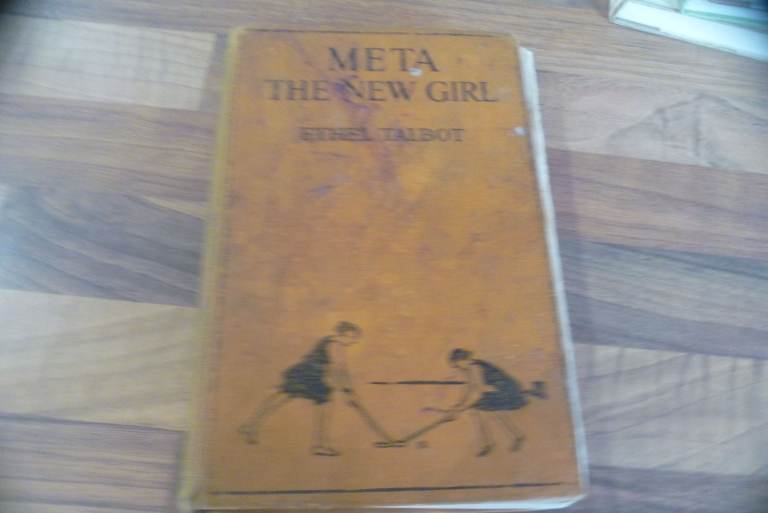 META
THE NEW GIRL
ETHEL TALBOT